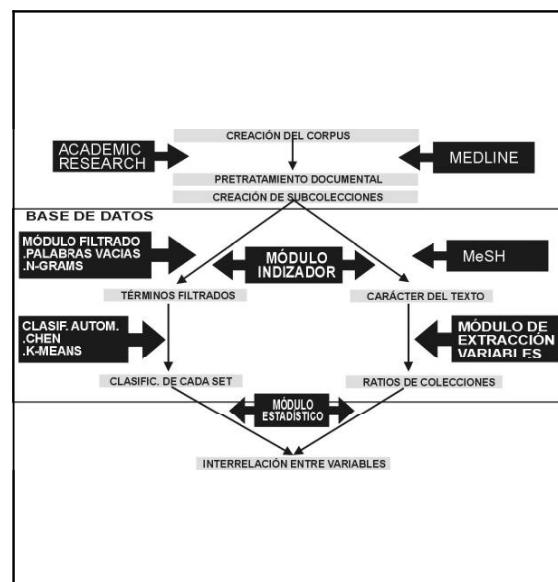 CREACIÓN DEL CORPUS
ACADEMIC
RESEARCH
MEDLINE
PRETRATAMIENTO DOCUMENTAL
CREACIÓN DE SUBCOLECCIONES
BASE DE DATOS
MÓDULO FILTRADO
.PALABRAS VACIAS
.N-GRAMS
MÓDULO
INDIZADOR
MeSH
TÉRMINOS FILTRADOS
CARÁCTER DEL TEXTO
CLASIF. AUTOM.
.CHEN
.K-MEANS
MÓDULO DE
EXTRACCIÓN
VARIABLES
CLASIFIC. DE CADA SET
RATIOS DE COLECCIONES
MÓDULO
ESTADÍSTICO
INTERRELACIÓN ENTRE VARIABLES